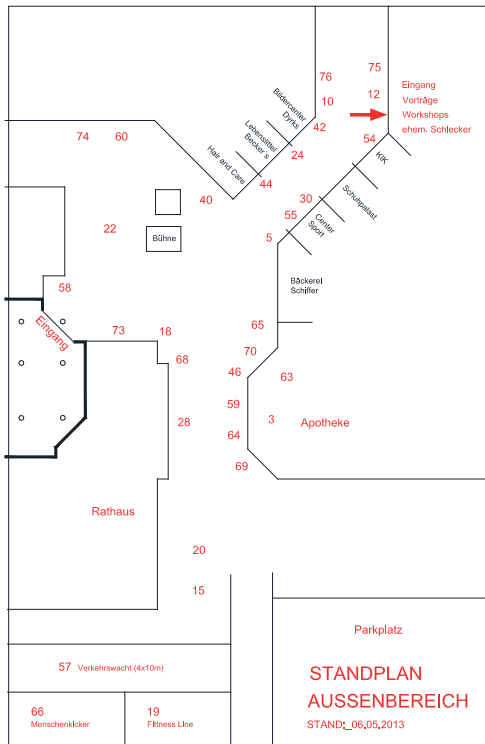 76
75
Eingang
Vorträge
Workshops
ehem. Schlecker
10
12
Bildercenter
Dyrks
42
54
74
60
Lebensliftel
Becker´s
24
KIK
Hair and Care
44
Schuhpalast
40
30
55
Center
Sport
22
Bühne
5
58
Bäckerei
Schiffer
Eingang
73
18
65
68
70
46
63
59
28
3
Apotheke
64
69
Rathaus
20
15
Parkplatz
57 Verkehrswacht (4x10m)
STANDPLAN
AUSSENBEREICH
STAND:_06.05.2013
66
Menschenkicker
19
Fittness Line